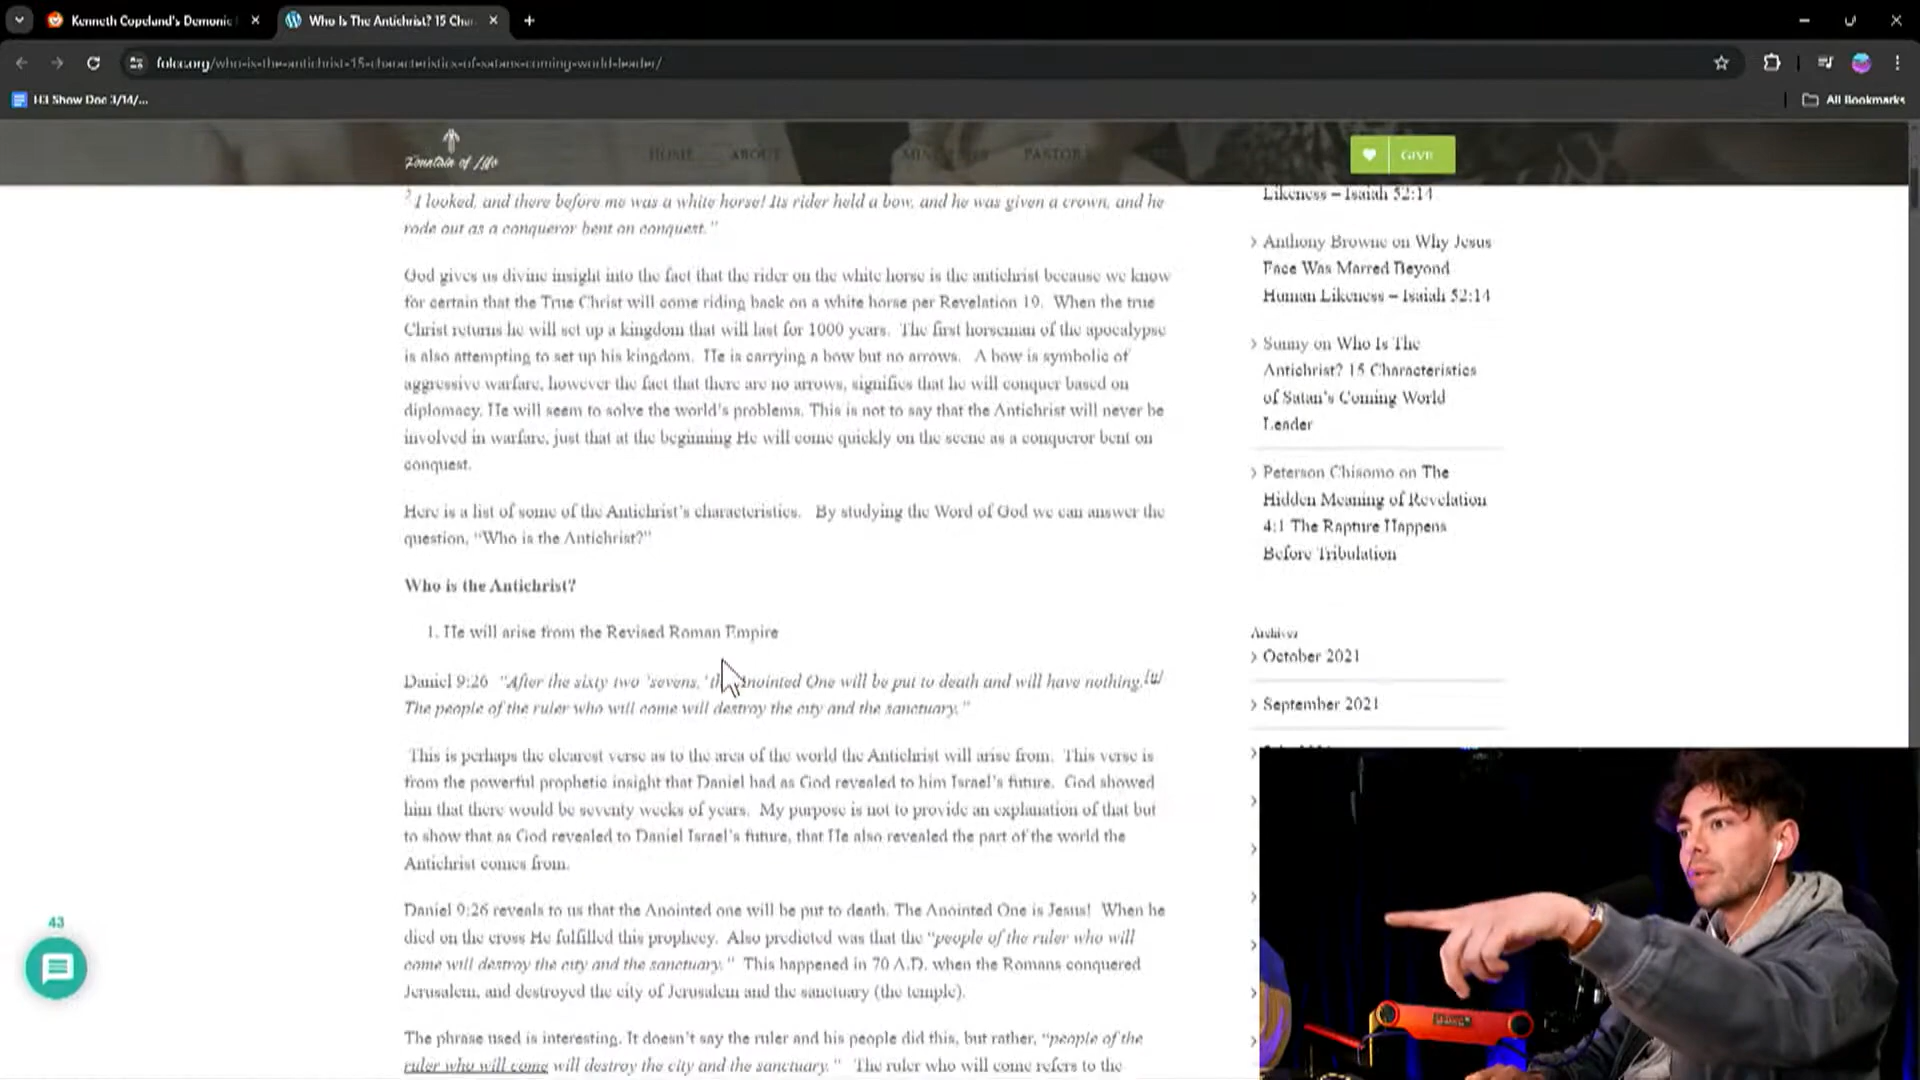 Kenneth Copeland's Demonic
Who Is The Antichrist? 15 Cha
folcc.org/who-is-the-antichrist-15-characteristics-of-satans-coming-world-leader/
H3 Show Doc 3/14/...
All Bookmarks
Fountain of Life
HOME
ABOUT
PASTOR
GIVE
I looked, and there before me was a white horse! Its rider held a bow, and he was given a crown, and he
rode out as a conqueror bent on conquest."
God gives us divine insight into the fact that the rider on the white horse is the antichrist because we know
for certain that the True Christ will come riding back on a white horse per Revelation 19. When the true
Christ returns he will set up a kingdom that will last for 1000 years. The first horseman of the apocalypse
is also attempting to set up his kingdom. He is carrying a bow but no arrows. A bow is symbolic of
aggressive warfare, however the fact that there are no arrows, signifies that he will conquer based on
diplomacy. He will seem to solve the world's problems. This is not to say that the Antichrist will never be
involved in warfare, just that at the beginning He will come quickly on the scene as a conqueror bent on
conquest.
Here is a list of some of the Antichrist's characteristics. By studying the Word of God we can answer the
question, "Who is the Antichrist?"
Who is the Antichrist?
1. He will arise from the Revised Roman Empire
Daniel 9:26 "After the sixty two 'sevens,' the Anointed One will be put to death and will have nothing.
The people of the ruler who will come will destroy the city and the sanctuary."
This is perhaps the clearest verse as to the area of the world the Antichrist will arise from. This verse is
from the powerful prophetic insight that Daniel had as God revealed to him Israel's future. God showed
him that there would be seventy weeks of years. My purpose is not to provide an explanation of that but
to show that as God revealed to Daniel Israel's future, that He also revealed the part of the world the
Antichrist comes from.
Daniel 9:26 reveals to us that the Anointed one will be put to death. The Anointed One is Jesus! When he
died on the cross He fulfilled this prophecy. Also predicted was that the "people of the ruler who will
come will destroy the city and the sanctuary." This happened in 70 A.D. when the Romans conquered
Jerusalem, and destroyed the city of Jerusalem and the sanctuary (the temple).
The phrase used is interesting. It doesn't say the ruler and his people did this, but rather, "people of the
ruler who will come will destroy the city and the sanctuary." The ruler who will come refers to the
Likeness – Isaiah 52:14
Anthony Browne on Why Jesus
Face Was Marred Beyond
Human Likeness – Isaiah 52:14
Sunny on Who Is The
Antichrist? 15 Characteristics
of Satan's Coming World
Leader
Peterson Chisomo on The
Hidden Meaning of Revelation
4:1 The Rapture Happens
Before Tribulation
Archives
October 2021
September 2021
43